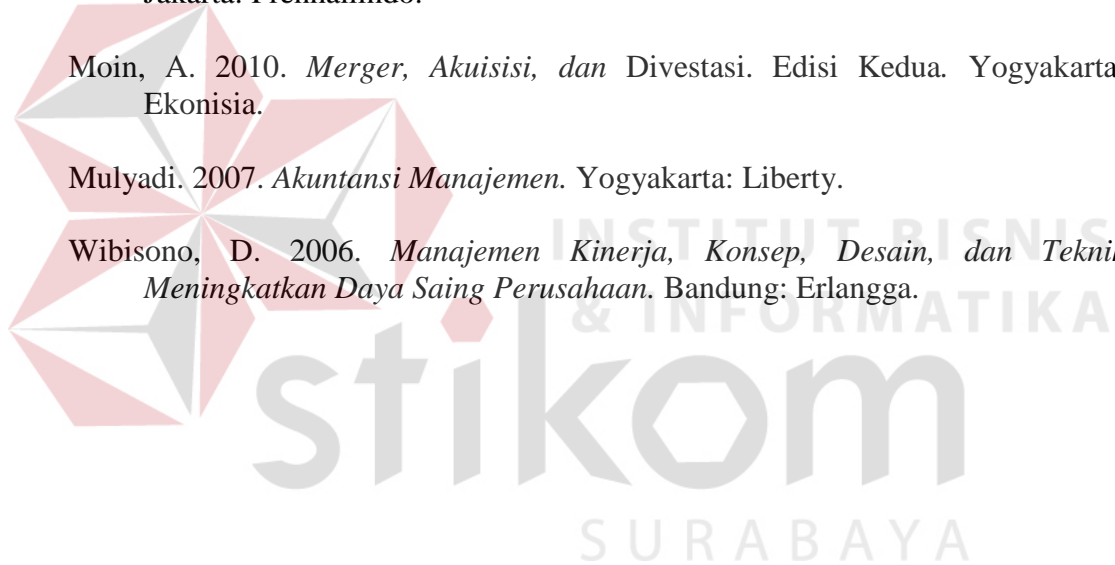 Moin, A. 2010. Merger, Akuisisi, dan Divestasi. Edisi Kedua. Yogyakarta
Ekonisia.
Mulyadi. 2007. Akuntansi Manajemen. Yogyakarta: Liberty.
Wibisono, D. 2006. Manajemen Kinerja, Konsep, Desain, dan Teknik
Meningkatkan Daya Saing Perusahaan. Bandung: Erlangga.
INSTITUT BISNIS
& INFORMATIKA
stikom
SURABAYA